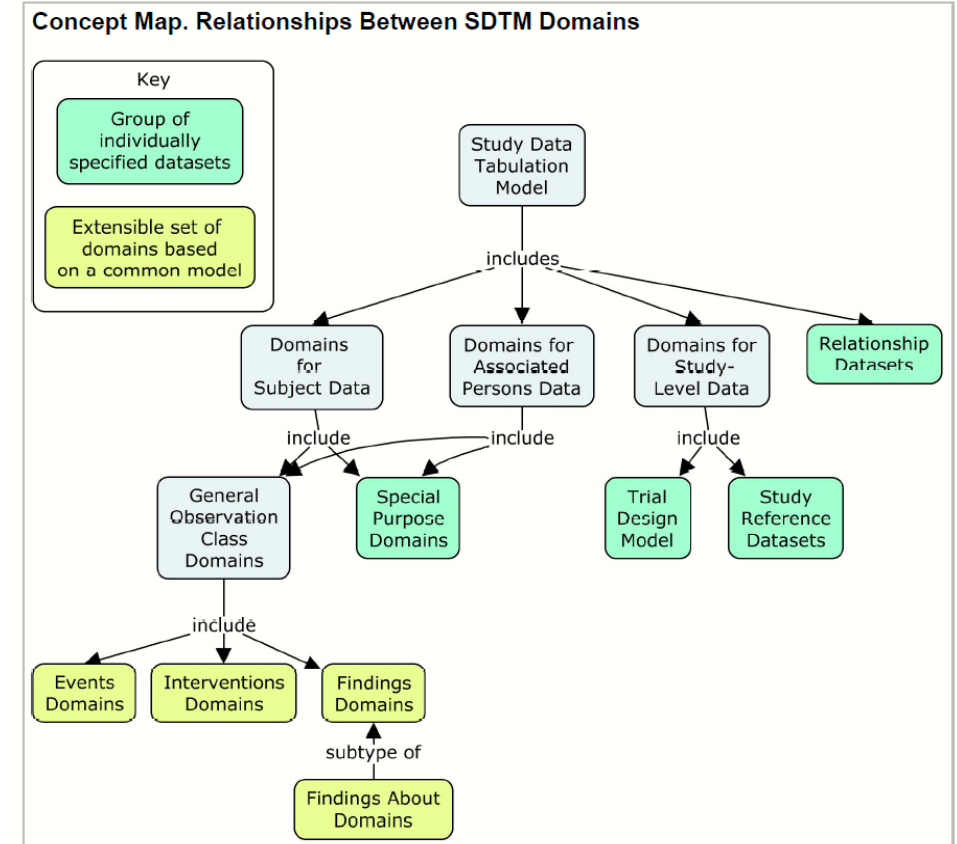 Concept Map. Relationships Between SDTM Domains
Key
Group of
individually
specified datasets
Extensible set of
domains based
on a common model
Study Data
Tabulation
Model
includes
Domains
for
Subject Data
Domains for
Associated
Persons Data
Domains for
Study-
Level Data
Relationship
Datasets
include
include
include
General
Observation
Class
Domains
Special
Purpose
Domains
Trial
Design
Model
Study
Reference
Datasets
include
Events
Domains
Interventions
Domains
Findings
Domains
subtype of
Findings About
Domains